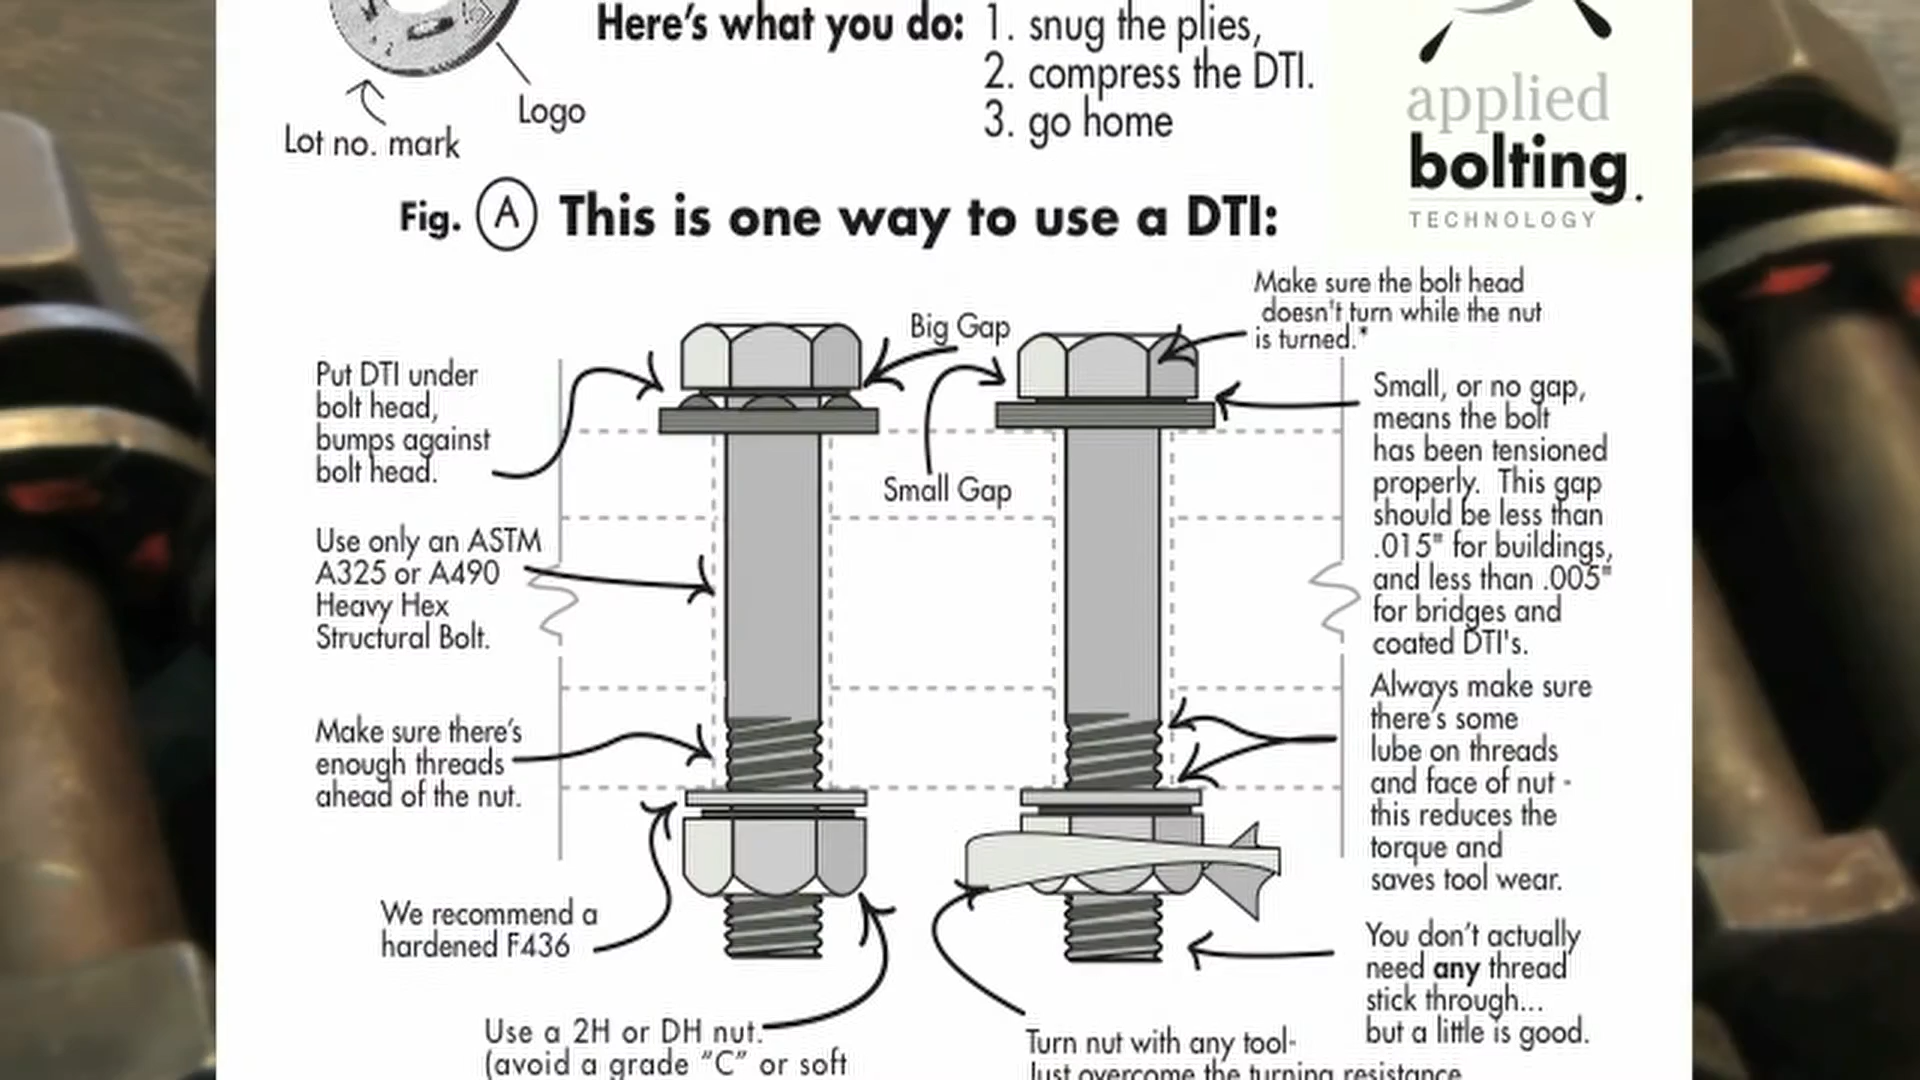 Here's what you do: 1. snug the plies,
2. compress the DTI.
3. go home
Logo
Lot no. mark
applied
bolting.
TECHNOLOGY
Fig. A This is one way to use a DTI:
Make sure the bolt head
doesn't turn while the nut
is turned.*
Big Gap
Small Gap
Put DTI under
bolt head,
bumps against
bolt head.
Small, or no gap,
means the bolt
has been tensioned
properly. This gap
should be less than
.015" for buildings,
and less than .005"
for bridges and
coated DTI's.
Use only an ASTM
A325 or A490
Heavy Hex
Structural Bolt.
Make sure there's
enough threads
ahead of the nut.
Always make sure
there's some
lube on threads
and face of nut -
this reduces the
torque and
saves tool wear.
We recommend a
hardened F436
You don't actually
need any thread
stick through...
but a little is good.
Use a 2H or DH nut.
(avoid a grade "C" or soft
Turn nut with any tool-
Just overcome the turning resistance